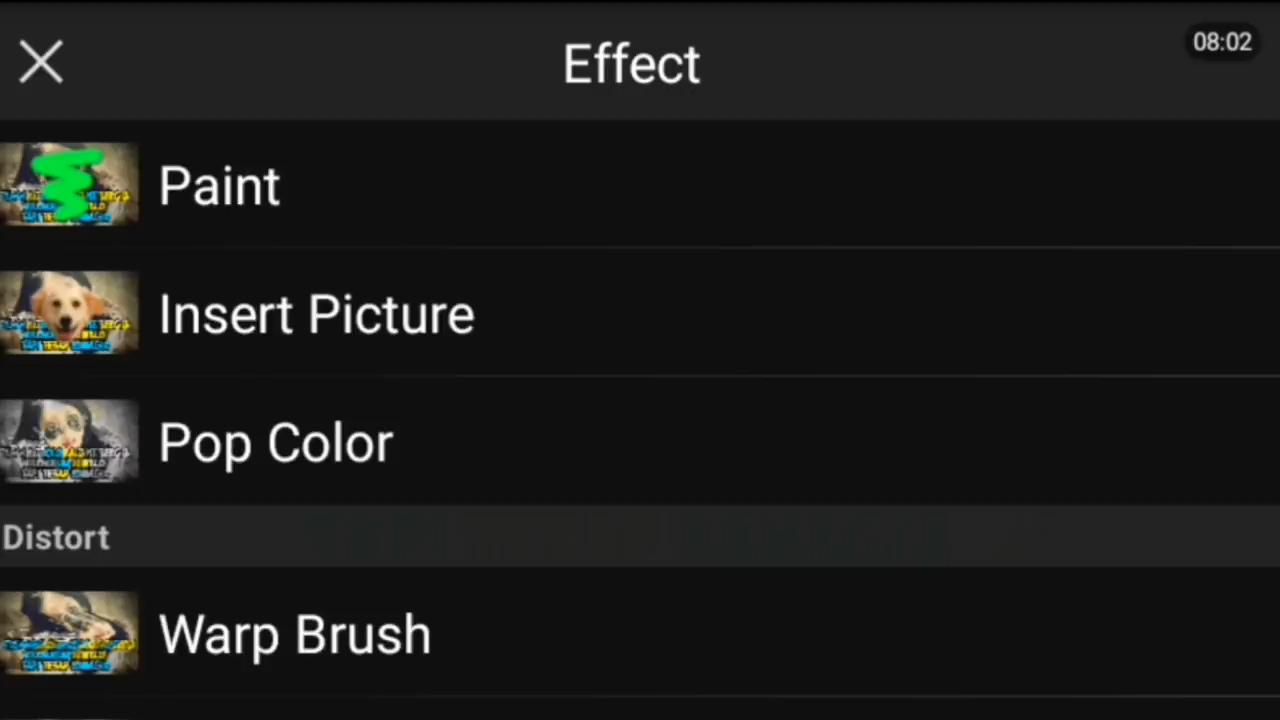 Effect
08:02
Paint
Insert Picture
Pop Color
Distort
Warp Brush